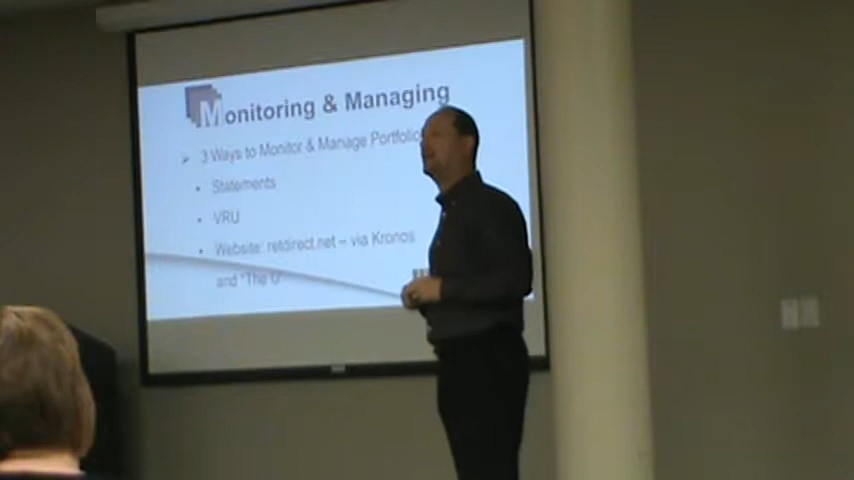 Monitoring & Managing
3 Ways to Monitor & Manage Portfolio
Statements
VRU
Website: retdirect.net – via Kronos
and "The U"